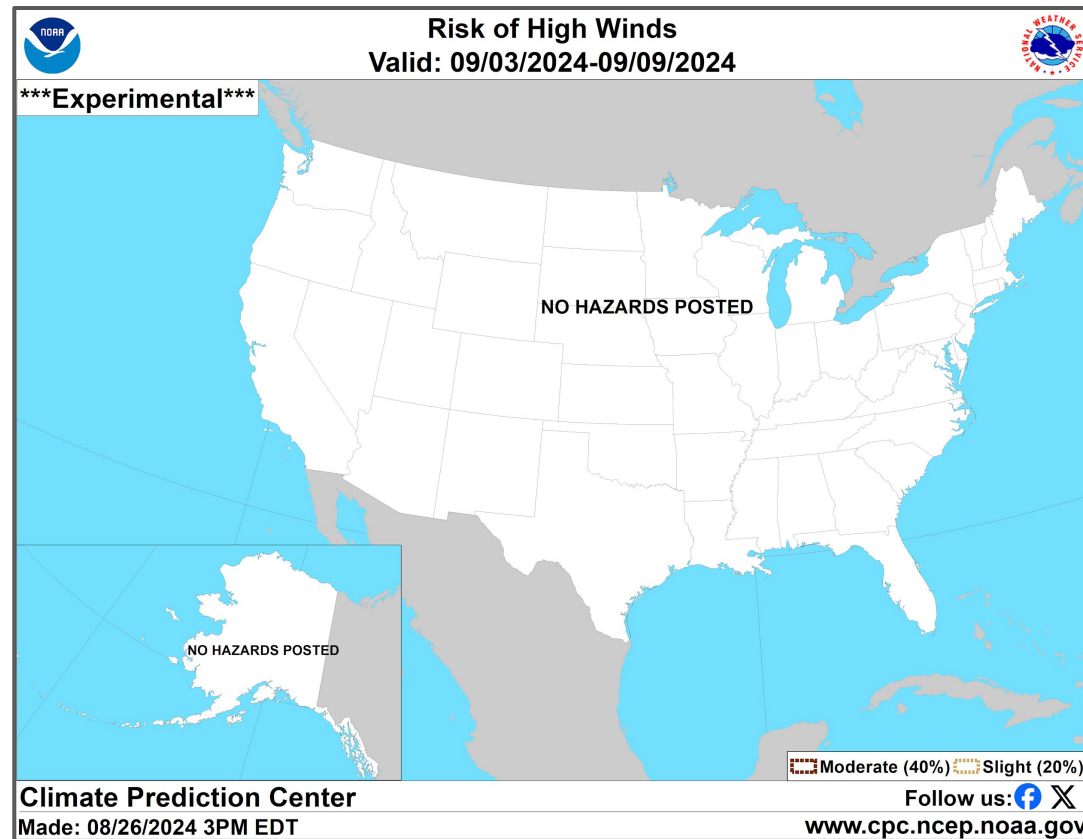 NOAA
Risk of High Winds
Valid: 09/03/2024-09/09/2024
NATIONAL WEATHER SERVICE
***Experimental***
NO HAZARDS POSTED
NO HAZARDS POSTED
Moderate (40%) Slight (20%)
Climate Prediction Center
Follow us:
Made: 08/26/2024 3PM EDT
www.cpc.ncep.noaa.gov